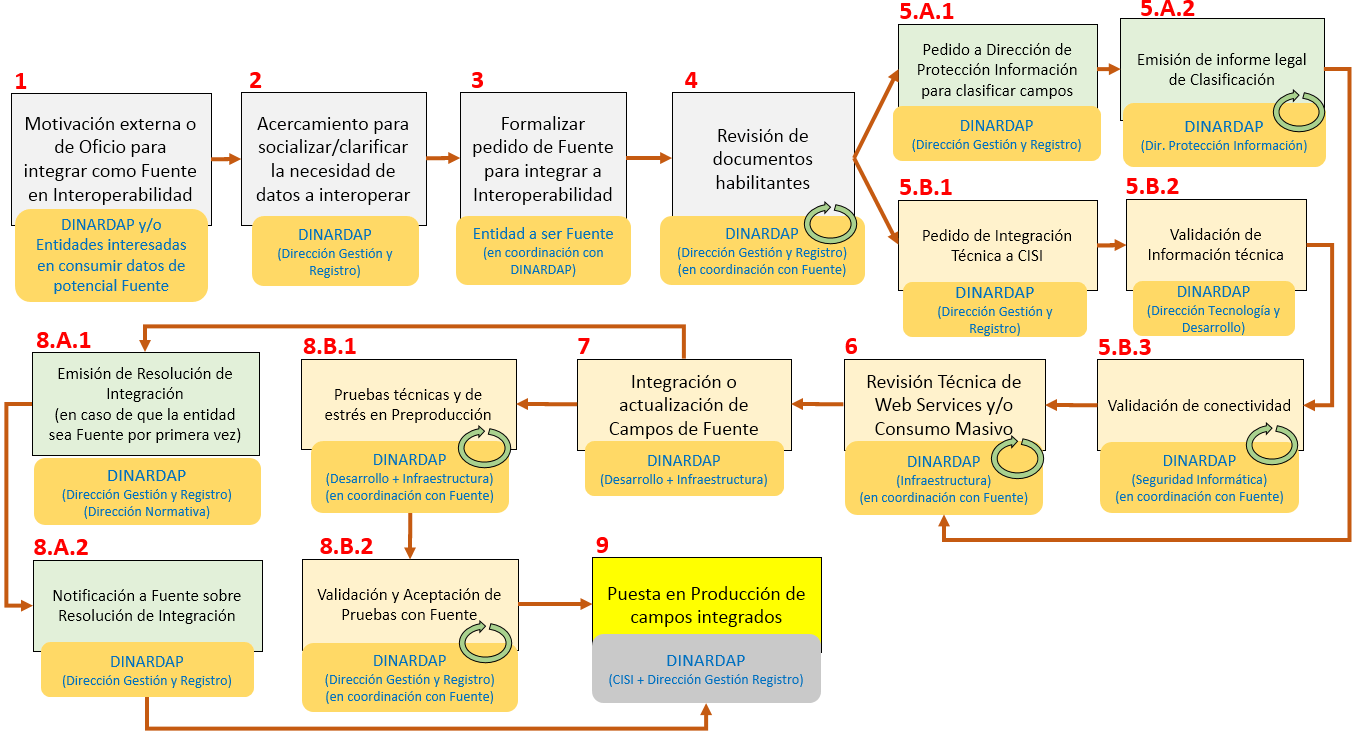 1
Motivación externa o
de Oficio para
integrar como Fuente
en Interoperabilidad
DINARDAP y/o
Entidades interesadas
en consumir datos de
potencial Fuente
2
Acercamiento para
socializar/clarificar
la necesidad de
datos a interoperar
DINARDAP
(Dirección Gestión y
Registro)
3
Formalizar
pedido de Fuente
para integrar a
Interoperabilidad
Entidad a ser Fuente
(en coordinación con
DINARDAP)
4
Revisión de
documentos
habilitantes
DINARDAP
(Dirección Gestión y Registro)
(en coordinación con Fuente)
5.A.1
Pedido a Dirección de
Protección Información
para clasificar campos
DINARDAP
(Dirección Gestión y Registro)
5.A.2
Emisión de informe legal
de Clasificación
DINARDAP
(Dir. Protección Información)
5.B.1
Pedido de Integración
Técnica a CISI
DINARDAP
(Dirección Gestión y
Registro)
5.B.2
Validación de
Información técnica
DINARDAP
(Dirección Tecnología y
Desarrollo)
5.B.3
Validación de conectividad
DINARDAP
(Seguridad Informática)
(en coordinación con Fuente)
6
Revisión Técnica de
Web Services y/o
Consumo Masivo
DINARDAP
(Infraestructura)
(en coordinación con Fuente)
7
Integración o
actualización de
Campos de Fuente
DINARDAP
(Desarrollo + Infraestructura)
8.A.1
Emisión de Resolución de
Integración
(en caso de que la entidad
sea Fuente por primera vez)
DINARDAP
(Dirección Gestión y Registro)
(Dirección Normativa)
8.A.2
Notificación a Fuente sobre
Resolución de Integración
DINARDAP
(Dirección Gestión y Registro)
8.B.1
Pruebas técnicas y de
estrés en Preproducción
DINARDAP
(Desarrollo + Infraestructura)
(en coordinación con Fuente)
8.B.2
Validación y Aceptación de
Pruebas con Fuente
DINARDAP
(Dirección Gestión y Registro)
(en coordinación con Fuente)
9
Puesta en Producción de
campos integrados
DINARDAP
(CISI + Dirección Gestión Registro)